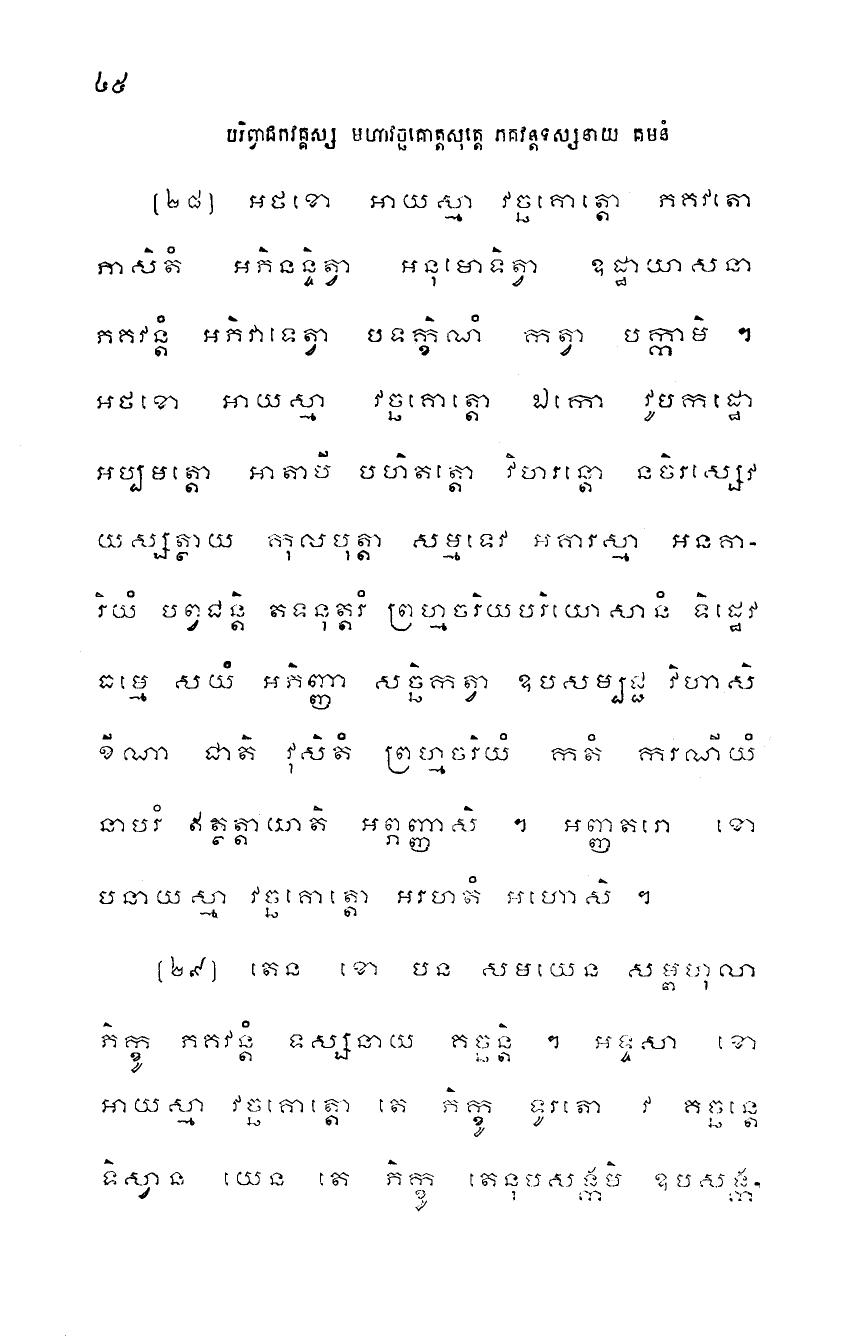 ៤៥
បរិព្វាជកវគ្គស្ស មហាវច្ឆគោត្តសុត្តេ ភគវន្តទស្សនាយ គមនំ
(២៨) អថខោ អាយស្មា វច្ឆគោត្តោ ភគវតោ
ភាសិតំ អភិនន្ទិត្វា អនុមោទិត្វា ឧដ្ឋាយាសនា
ភគវន្តំ អភិវាទេត្វា បទក្ខិណំ កត្វា បក្កាមិ ។
អថខោ អាយស្មា វច្ឆគោត្តោ ឯកោ វូបកដ្ឋោ
អប្បមត្តោ អាតាបី បហិតត្តោ វិហរន្តោ នចិរស្សេវ
យស្សត្ថាយ កុលបុត្តា សម្មទេវ អគារស្មា អនគា-
រិយំ បព្វជន្តិ តទនុត្តរំ ព្រហ្មចរិយបរិយោសានំ ទិដ្ឋេវ
ធម្មេ សយំ អភិញ្ញា សច្ឆិកត្វា ឧបសម្បជ្ជ វិហាសិ
ខីណា ជាតិ វុសិតំ ព្រហ្មចរិយំ កតំ ករណីយំ
នាបរំ ឥត្ថត្តាយាតិ អព្ភញ្ញាសិ ។ អញ្ញតរោ ខោ
បនាយស្មា វច្ឆគោត្តោ អរហតំ អហោសិ ។
(២៩) តេន ខោ បន សមយេន សម្ពហុលា
ភិក្ខូ ភគវន្តំ ទស្សនាយ គច្ឆន្តិ ។ អទ្ទសា ខោ
អាយស្មា វច្ឆគោត្តោ តេ ភិក្ខូ ទូរតោ វ គច្ឆន្តេ
ទិស្វាន យេន តេ ភិក្ខូ តេនុបសង្កមិ ឧបសង្ក-